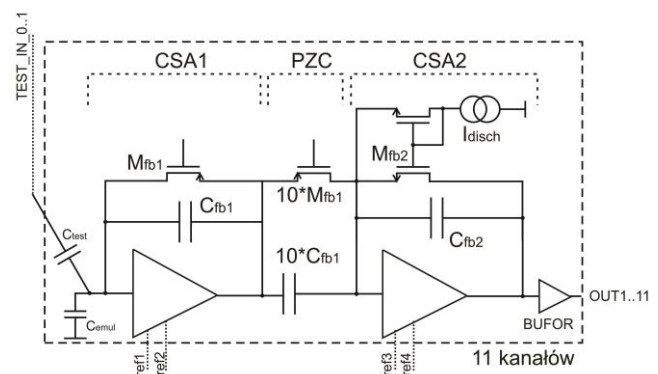 TEST_IN_0..1
CSA1
PZC
CSA2
Idisch
Mfb1
10*Mfb1
Mfb2
Ctest
Cfb1
10*Cfb1
Cfb2
Cemul
OUT1..11
BUFOR
ref1
ref2
ref3
ref4
11 kanałów